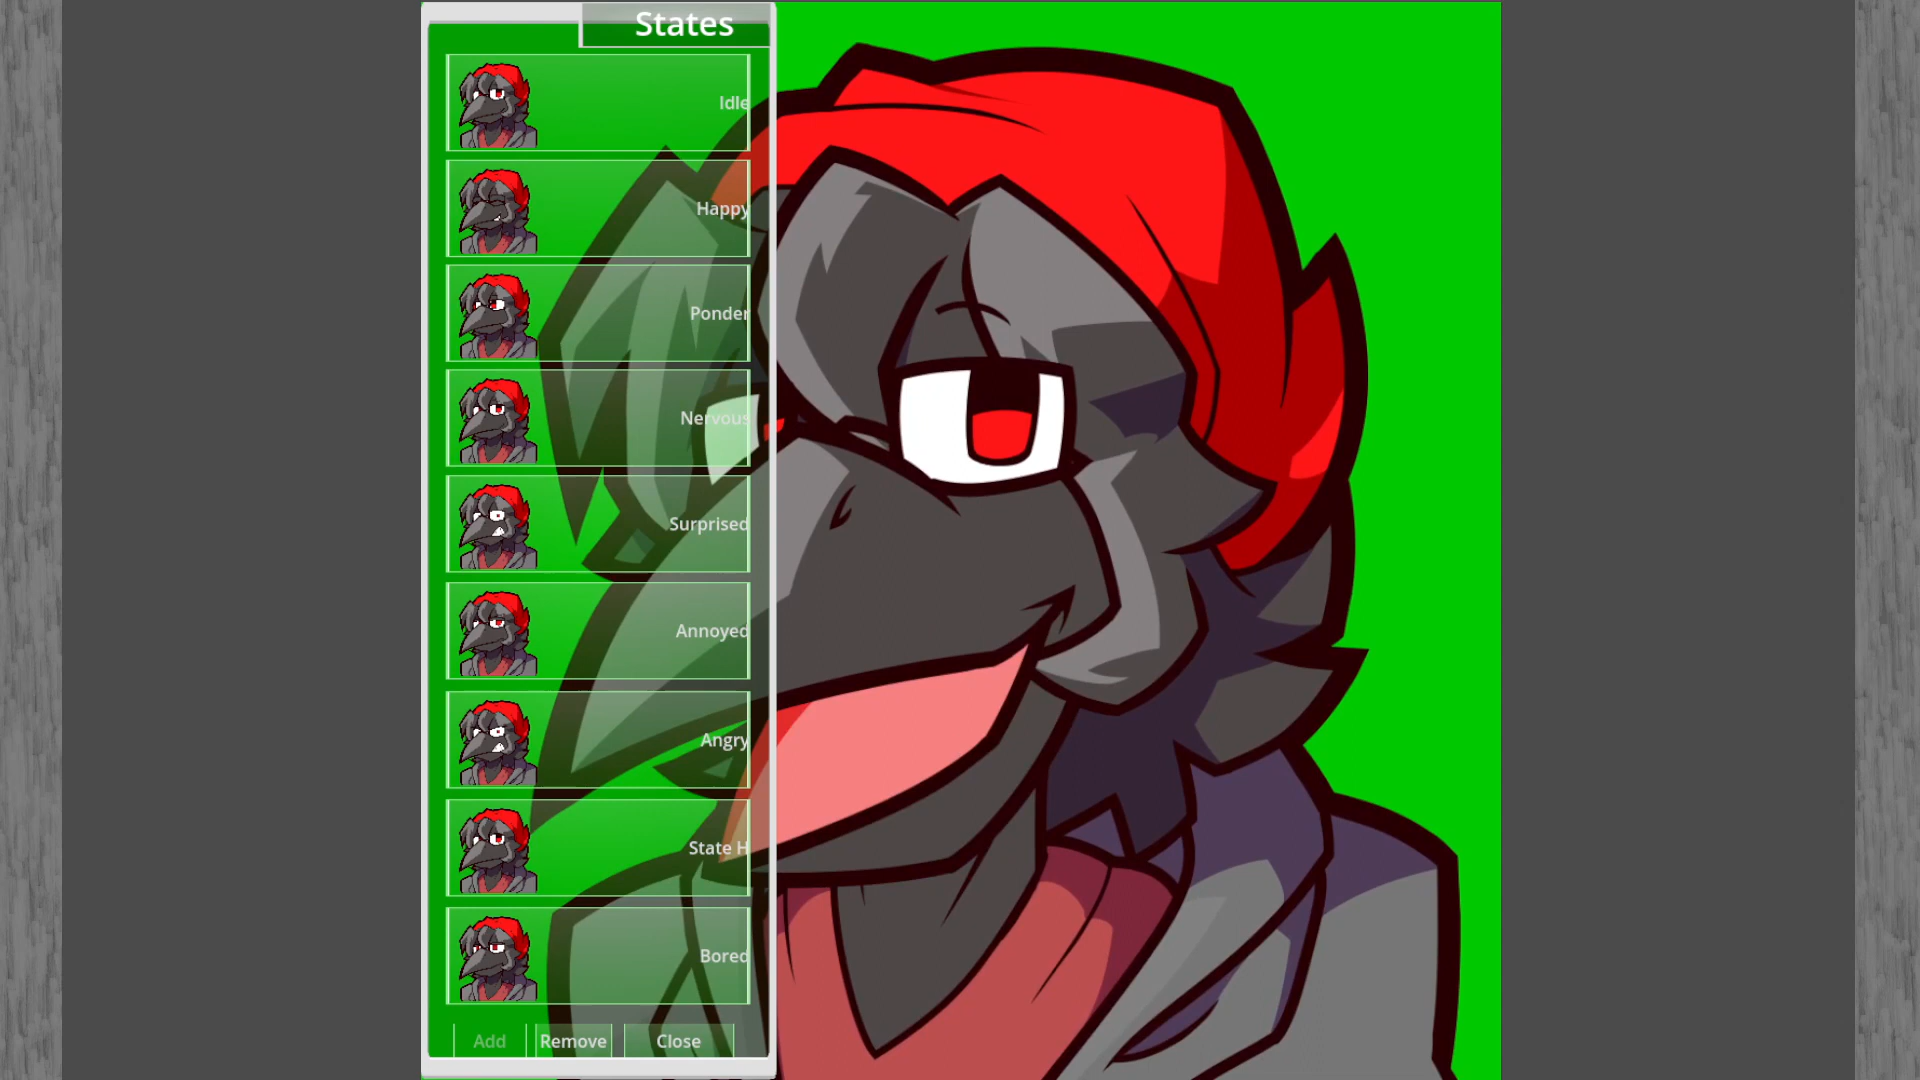 States
Idle
Happy
Ponder
Nervous
Surprised
Annoyed
Angry
State H
Bored
Add
Remove
Close